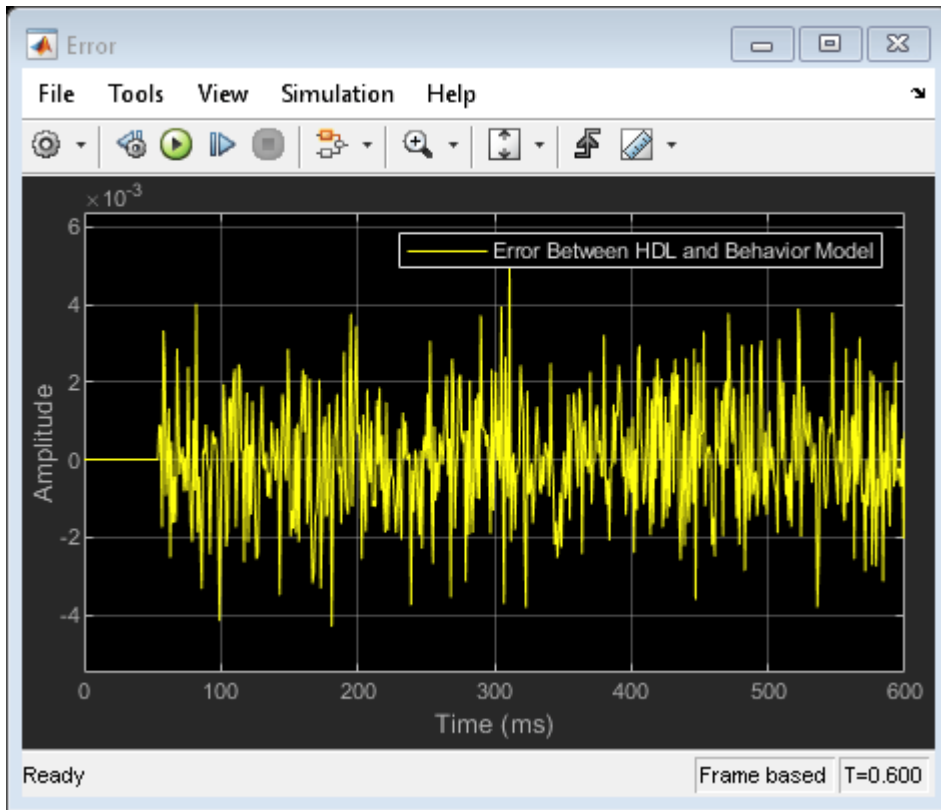 Error
File Tools View Simulation Help
×10-3
6
4
2
0
-2
-4
Amplitude
Error Between HDL and Behavior Model
0 100 200 300 400 500 600
Time (ms)
Ready Frame based T=0.600